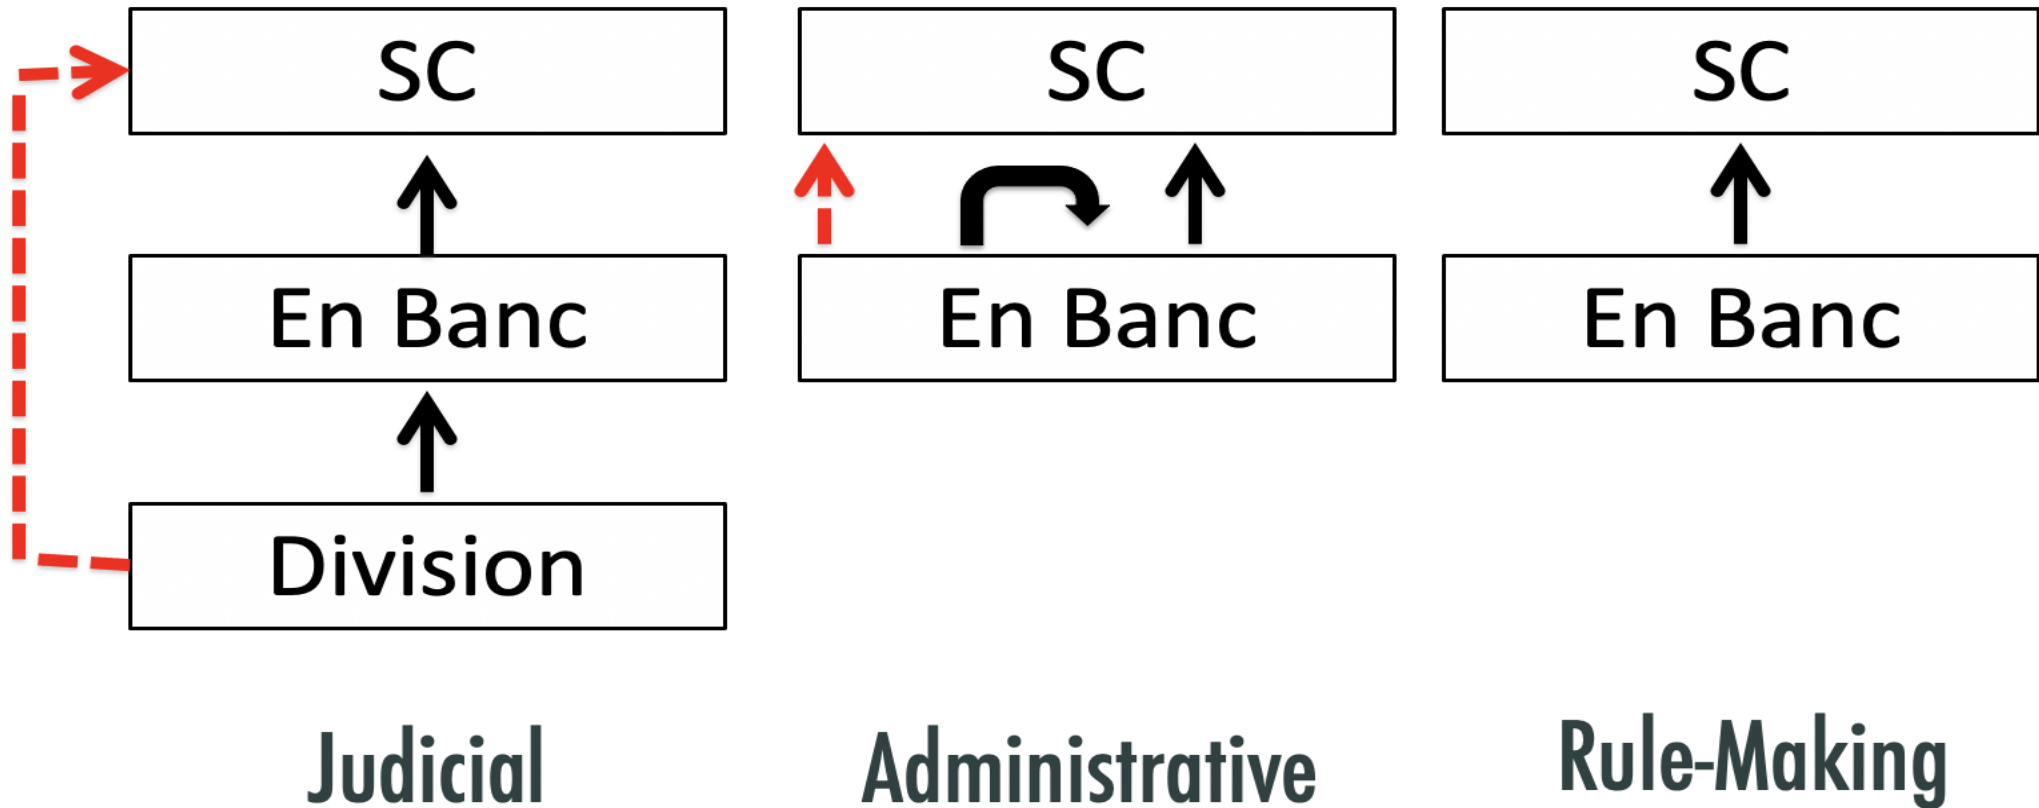 SC
SC
SC
En Banc
En Banc
En Banc
Division
Judicial
Administrative
Rule-Making